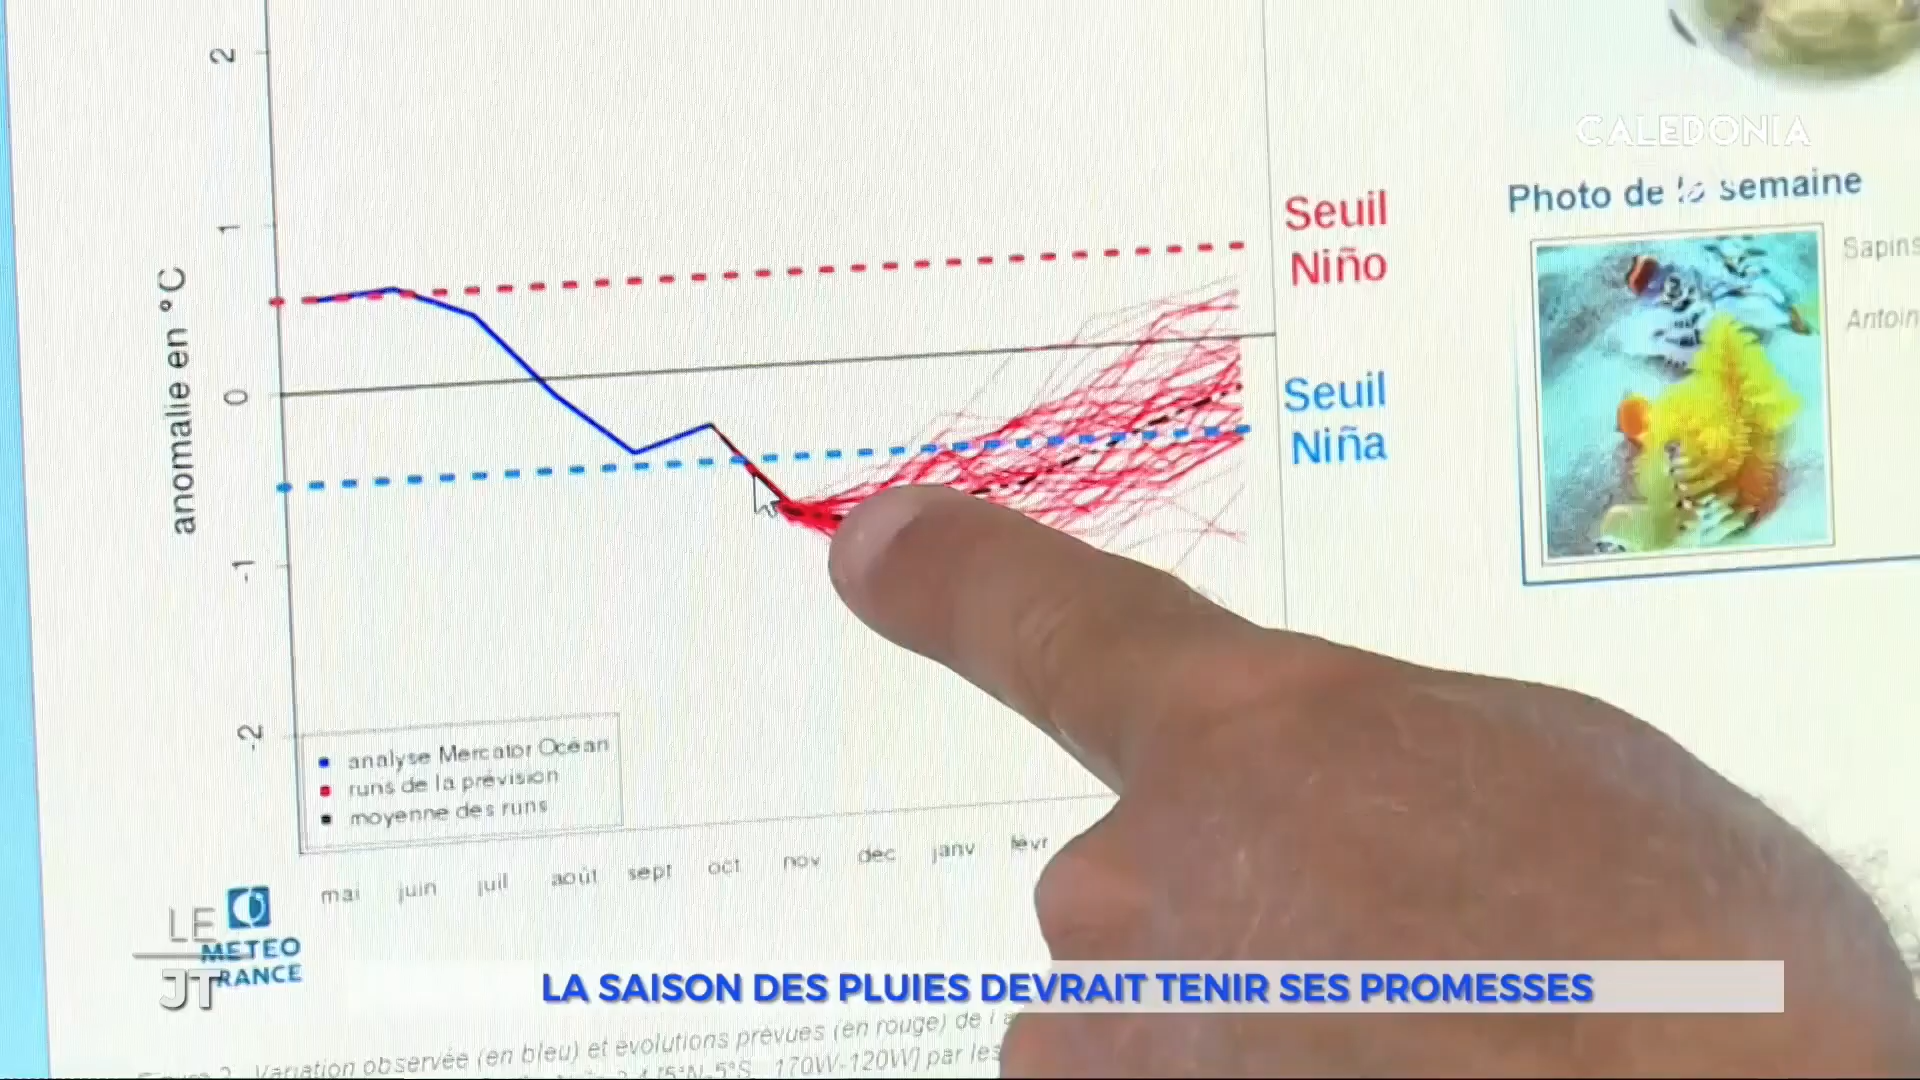 2
1
0
-1
-2
anomalie en °C
Seuil
Niño
Seuil
Niña
CALEDONIA
Photo de la semaine
Sapins
Antoin
analyse Mercator Océan
runs de la prévision
moyenne des runs
mai juin juil août sept oct nov dec janv févr
LE
JT
METEO
FRANCE
LA SAISON DES PLUIES DEVRAIT TENIR SES PROMESSES
Variation observée (en bleu) et évolutions prévues (en rouge) de l'a
[5°N-5°S 170W-120W] par les